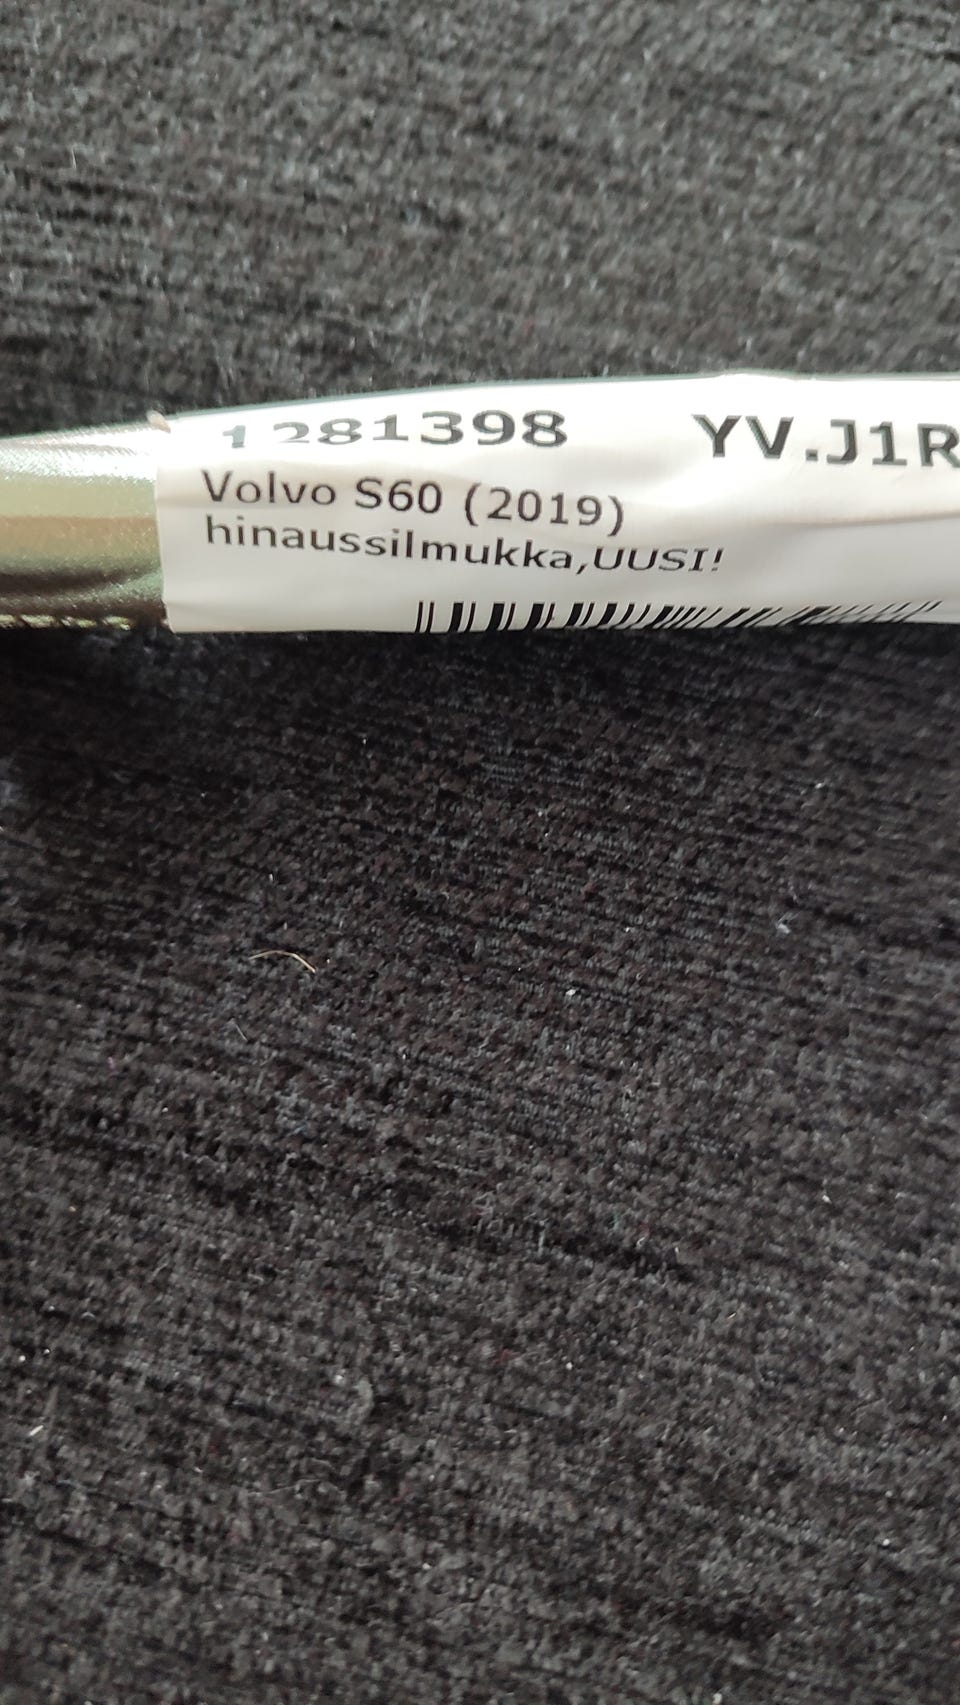 1281398 YV.J1R
Volvo S60 (2019)
hinaussilmukka,UUSI!